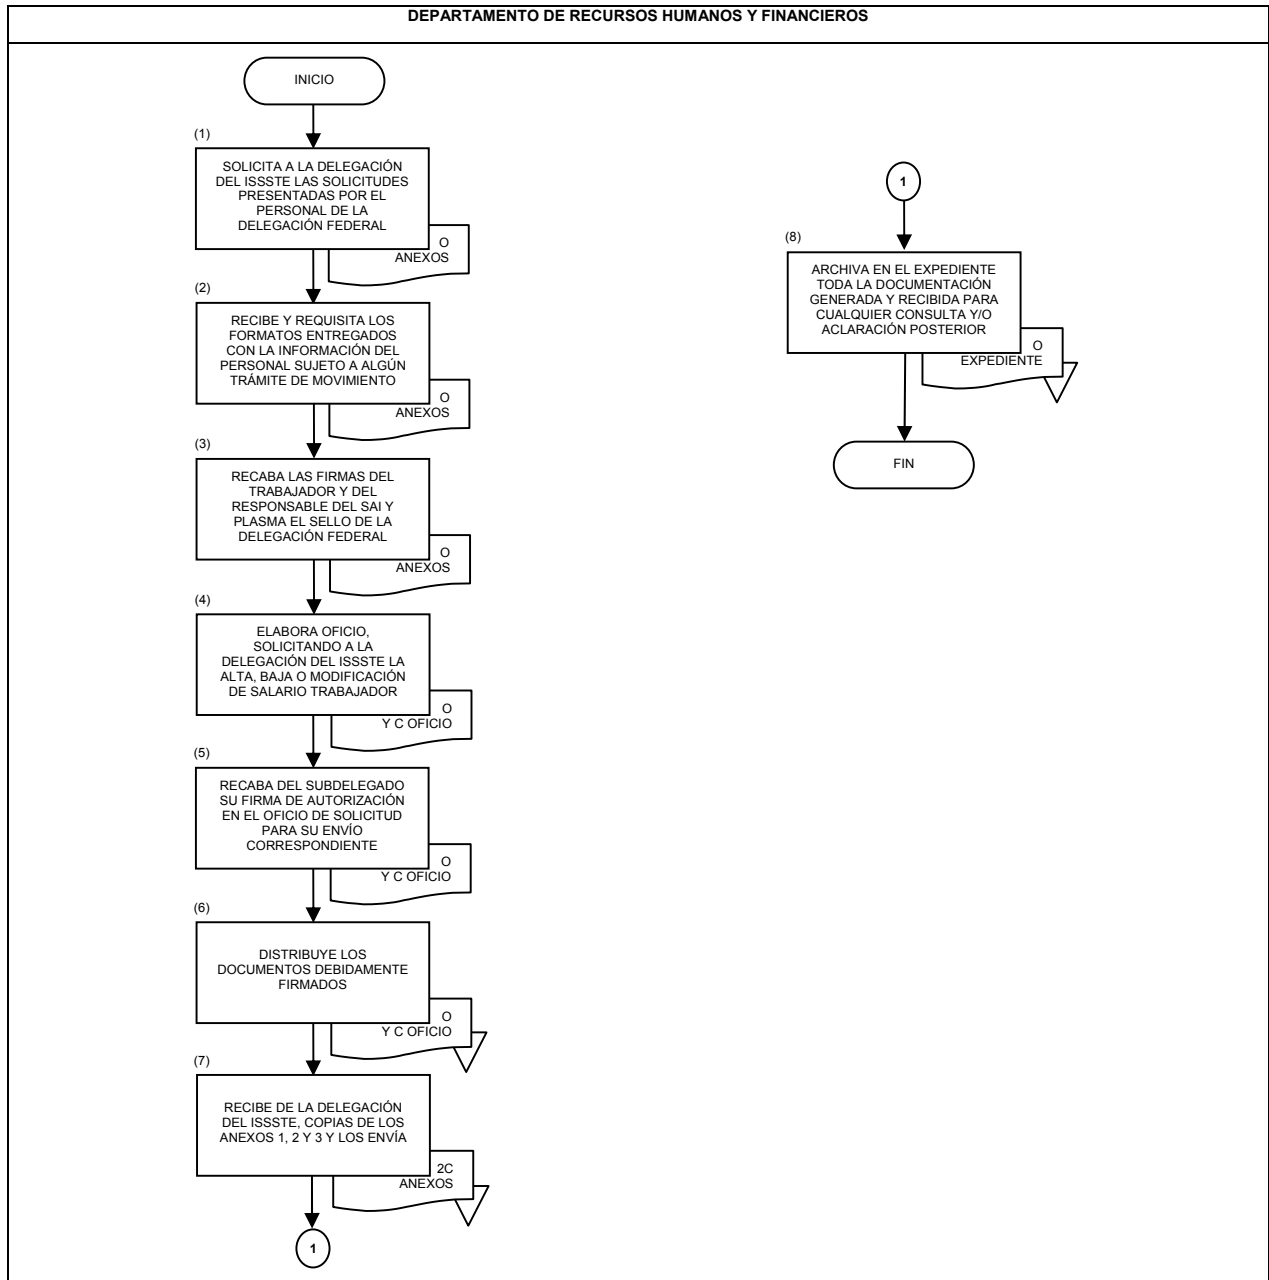 DEPARTAMENTO DE RECURSOS HUMANOS Y FINANCIEROS
INICIO
(1)
SOLICITA A LA DELEGACIÓN
DEL ISSSTE LAS SOLICITUDES
PRESENTADAS POR EL
PERSONAL DE LA
DELEGACIÓN FEDERAL
O
ANEXOS
(2)
RECIBE Y REQUISITA LOS
FORMATOS ENTREGADOS
CON LA INFORMACIÓN DEL
PERSONAL SUJETO A ALGÚN
TRÁMITE DE MOVIMIENTO
O
ANEXOS
(3)
RECABA LAS FIRMAS DEL
TRABAJADOR Y DEL
RESPONSABLE DEL SAI Y
PLASMA EL SELLO DE LA
DELEGACIÓN FEDERAL
O
ANEXOS
(4)
ELABORA OFICIO,
SOLICITANDO A LA
DELEGACIÓN DEL ISSSTE LA
ALTA, BAJA O MODIFICACIÓN
DE SALARIO TRABAJADOR
O
Y C OFICIO
(5)
RECABA DEL SUBDELEGADO
SU FIRMA DE AUTORIZACIÓN
EN EL OFICIO DE SOLICITUD
PARA SU ENVÍO
CORRESPONDIENTE
O
Y C OFICIO
(6)
DISTRIBUYE LOS
DOCUMENTOS DEBIDAMENTE
FIRMADOS
O
Y C OFICIO
(7)
RECIBE DE LA DELEGACIÓN
DEL ISSSTE, COPIAS DE LOS
ANEXOS 1, 2 Y 3 Y LOS ENVÍA
2C
ANEXOS
1
1
(8)
ARCHIVA EN EL EXPEDIENTE
TODA LA DOCUMENTACIÓN
GENERADA Y RECIBIDA PARA
CUALQUIER CONSULTA Y/O
ACLARACIÓN POSTERIOR
O
EXPEDIENTE
FIN